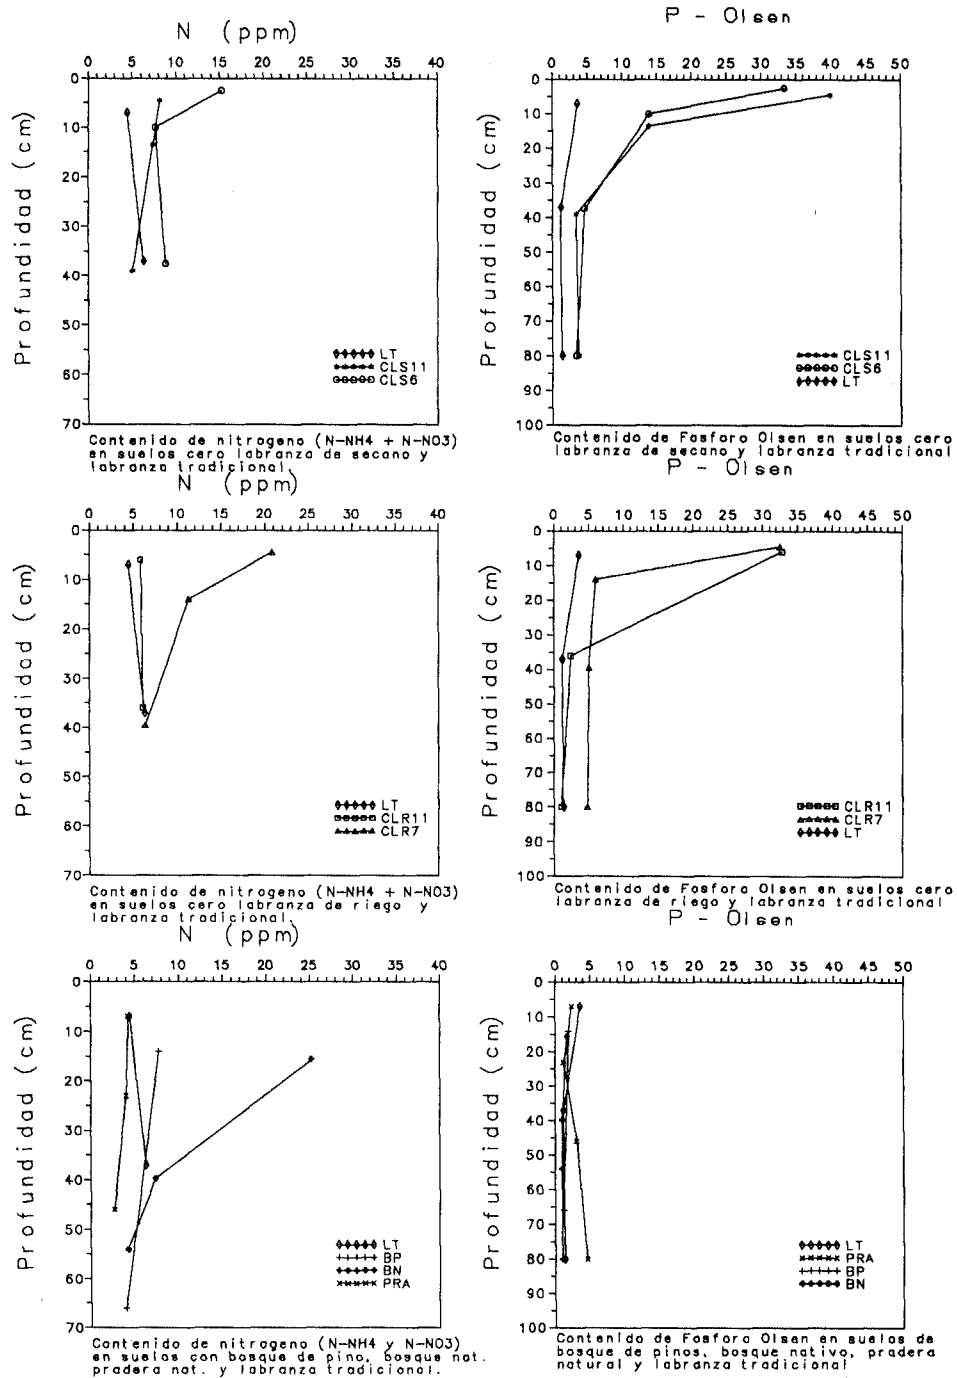 N (ppm)
0 5 10 15 20 25 30 35 40
0
10
20
30
40
50
60
70
Profundidad (cm)
LT
CLS11
CLS6
Contenido de nitrogeno (N-NH4 + N-NO3)
en suelos cero labranza de secano y
labranza tradicional.
P - Olsen
0 5 10 15 20 25 30 35 40 45 50
0
10
20
30
40
50
60
70
80
90
100
Profundidad (cm)
CLS11
CLS6
LT
Contenido de Fasforo Olsen en suelos cero
labranza de secano y labranza tradicional
N (ppm)
0 5 10 15 20 25 30 35 40
0
10
20
30
40
50
60
70
Profundidad (cm)
LT
CLR11
CLR7
Contenido de nitrogeno (N-NH4 + N-NO3)
en suelos cero labranza de riego y
labranza tradicional.
P - Olsen
0 5 10 15 20 25 30 35 40 45 50
0
10
20
30
40
50
60
70
80
90
100
Profundidad (cm)
CLR11
CLR7
LT
Contenido de Fasfora Olsen en suelos cero
labranza de riego y labranza tradicional
N (ppm)
0 5 10 15 20 25 30 35 40
0
10
20
30
40
50
60
70
Profundidad (cm)
LT
BP
BN
PRA
Contenido de nitrogeno (N-NH4 y N-NO3)
en suelos con bosque de pino, bosque nat.
pradera nat. y labranza tradicional.
P - Olsen
0 5 10 15 20 25 30 35 40 45 50
0
10
20
30
40
50
60
70
80
90
100
Profundidad (cm)
LT
PRA
BP
BN
Contenido de Fasfora Olsen en suelos de
bosque de pinos, bosque nativo, pradera
natural y labranza tradicional